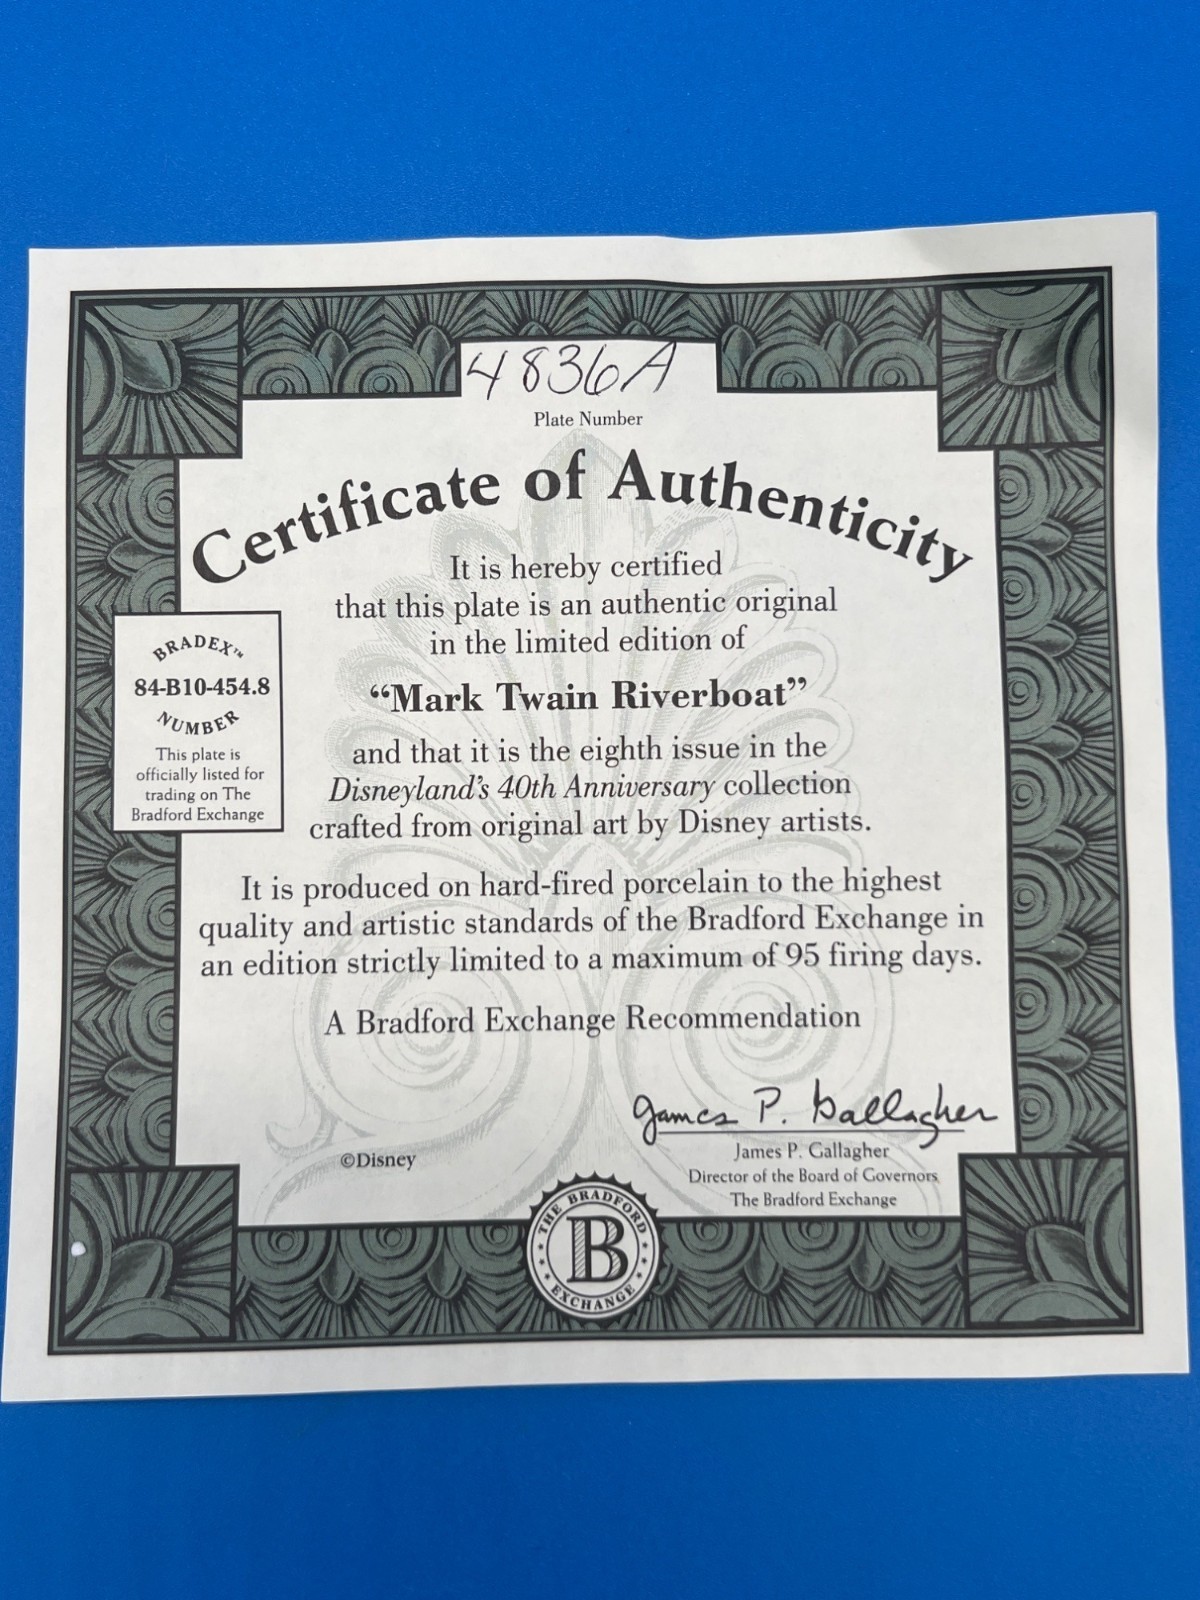 4836A
Plate Number
Certificate of Authenticity
It is hereby certified
that this plate is an authentic original
in the limited edition of
“Mark Twain Riverboat”
and that it is the eighth issue in the
Disneyland's 40th Anniversary collection
crafted from original art by Disney artists.
BRADEX™
84-B10-454.8
NUMBER
This plate is
officially listed for
trading on The
Bradford Exchange
It is produced on hard-fired porcelain to the highest
quality and artistic standards of the Bradford Exchange in
an edition strictly limited to a maximum of 95 firing days.
A Bradford Exchange Recommendation
James P. Gallagher
James P. Gallagher
Director of the Board of Governors
The Bradford Exchange
©Disney
THE BRADFORD
B
EXCHANGE